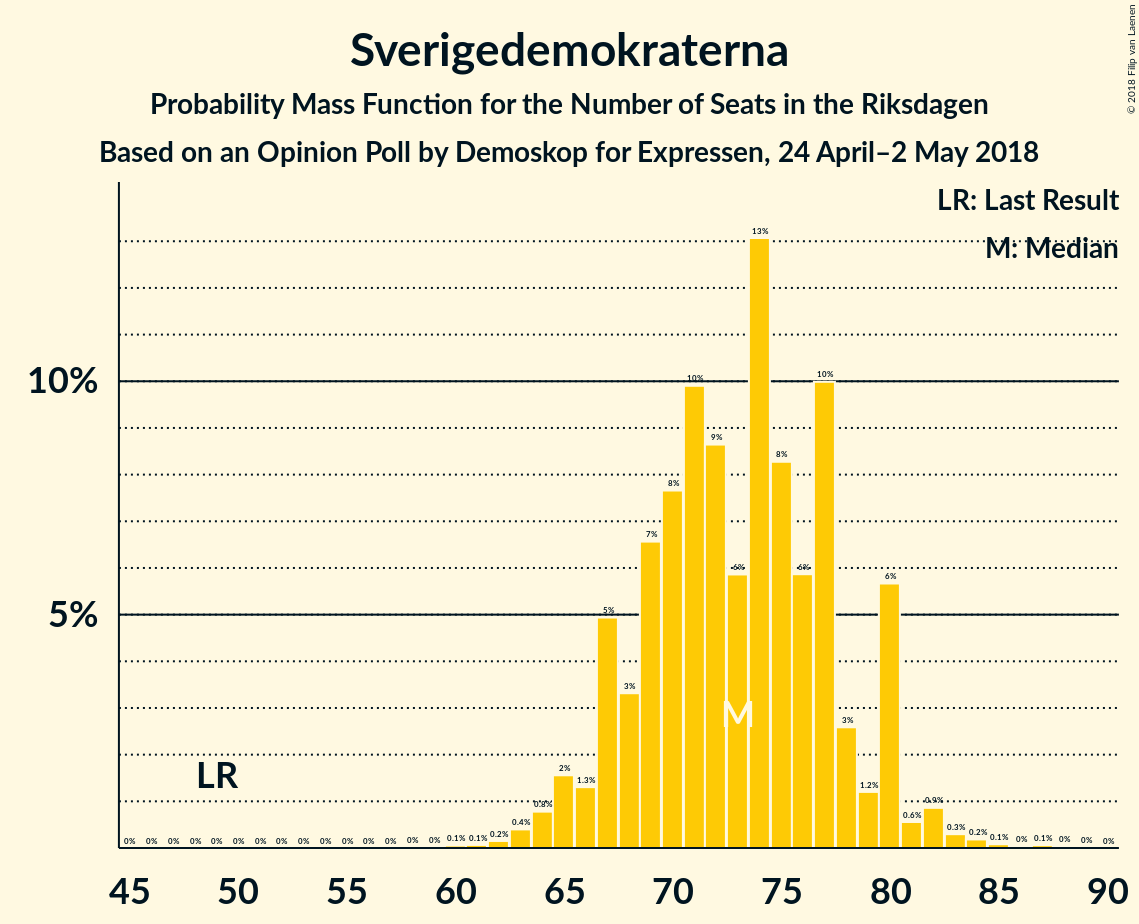 Sverigedemokraterna
Probability Mass Function for the Number of Seats in the Riksdagen
Based on an Opinion Poll by Demoskop for Expressen, 24 April–2 May 2018
© 2018 Filip van Laenen
LR: Last Result
M: Median
10%
5%
LR
M
0% 0% 0% 0% 0% 0% 0% 0% 0% 0% 0% 0% 0% 0% 0% 0.1% 0.1% 0.2% 0.4% 0.8% 2% 1.3% 5% 3% 7% 8% 10% 9% 6% 13% 8% 6% 10% 3% 1.2% 6% 0.6% 0.9% 0.3% 0.2% 0.1% 0% 0.1% 0% 0% 0%
45 50 55 60 65 70 75 80 85 90